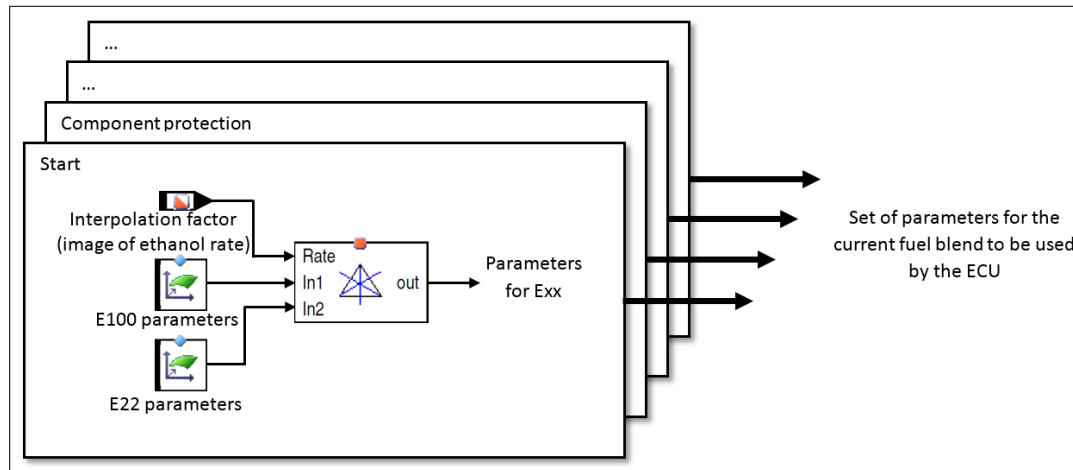 ...
...
Component protection
Start
Interpolation factor
(image of ethanol rate)
Rate
In1
In2
out
E100 parameters
E22 parameters
Parameters
for Exx
Set of parameters for the
current fuel blend to be used
by the ECU